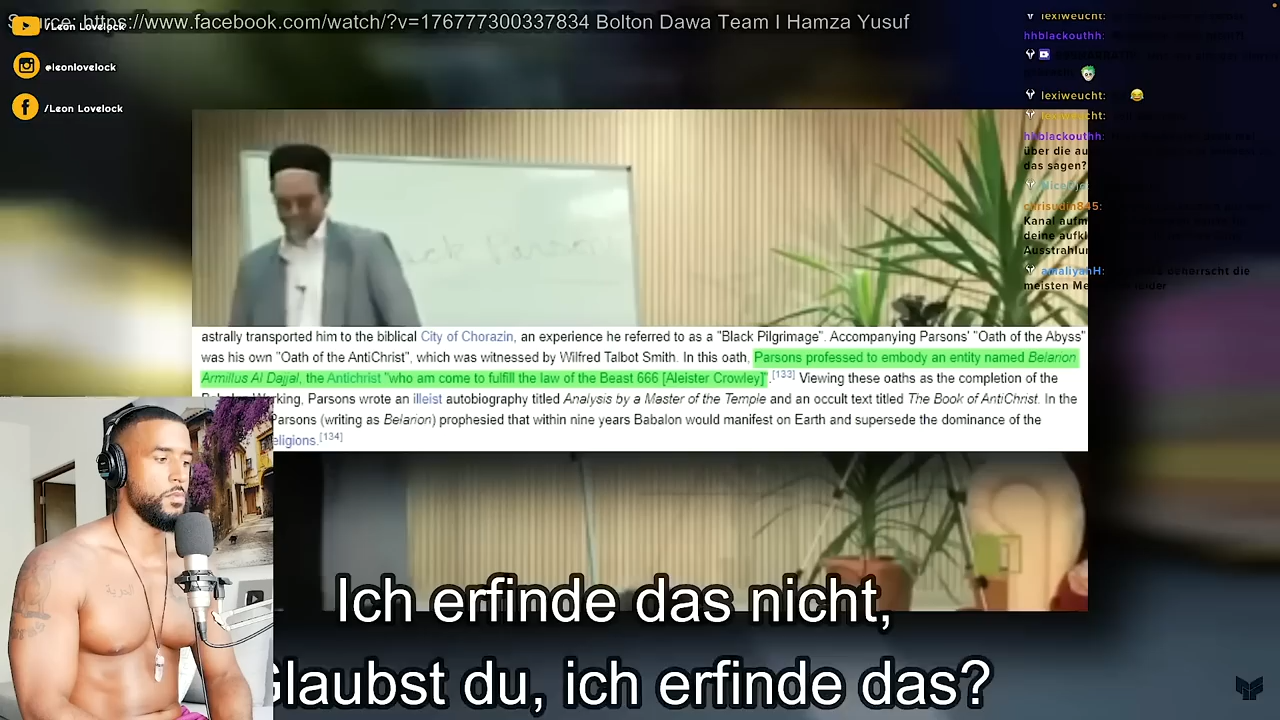 Source: https://www.facebook.com/watch/?v=176777300337834 Bolton Dawa Team I Hamza Yusuf
/Leon Lovelock
@leonlovelock
/Leon Lovelock
lexiweucht:
hhblackouthh:
lexiweucht:
lexiweucht:
hhblackouthh:
über die
das sagen?
chrisudin845:
Kanal
deine
Ausstrahlun
amaliyanH: beherrscht die
meisten
astrally transported him to the biblical City of Chorazin, an experience he referred to as a "Black Pilgrimage". Accompanying Parsons' "Oath of the Abyss"
was his own "Oath of the AntiChrist", which was witnessed by Wilfred Talbot Smith. In this oath, Parsons professed to embody an entity named Belarion
Armillus Al Dajjal, the Antichrist "who am come to fulfill the law of the Beast 666 [Aleister Crowley]".[133] Viewing these oaths as the completion of the
Working, Parsons wrote an illeist autobiography titled Analysis by a Master of the Temple and an occult text titled The Book of AntiChrist. In the
Parsons (writing as Belarion) prophesied that within nine years Babalon would manifest on Earth and supersede the dominance of the
eligions.[134]
Ich erfinde das nicht,
Glaubst du, ich erfinde das?